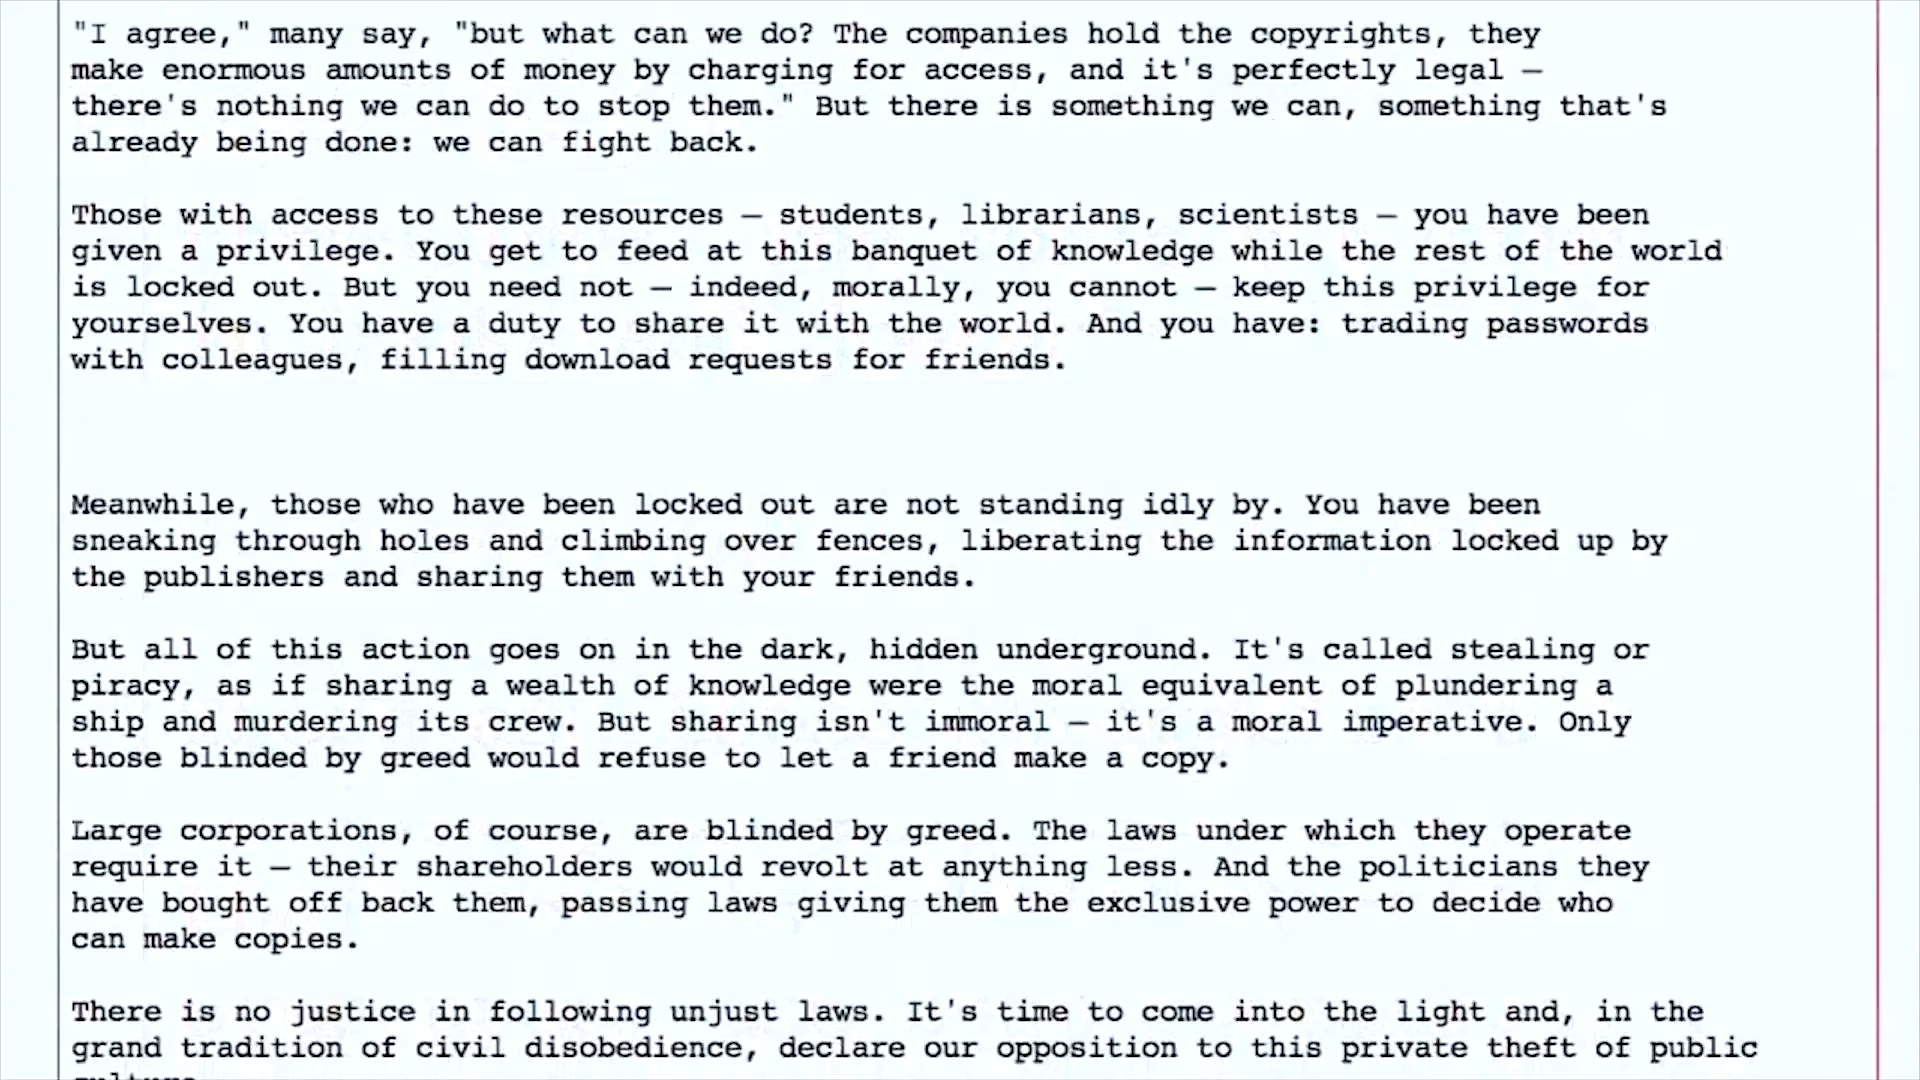 "I agree," many say, "but what can we do? The companies hold the copyrights, they
make enormous amounts of money by charging for access, and it's perfectly legal —
there's nothing we can do to stop them." But there is something we can, something that's
already being done: we can fight back.
Those with access to these resources — students, librarians, scientists — you have been
given a privilege. You get to feed at this banquet of knowledge while the rest of the world
is locked out. But you need not — indeed, morally, you cannot — keep this privilege for
yourselves. You have a duty to share it with the world. And you have: trading passwords
with colleagues, filling download requests for friends.
Meanwhile, those who have been locked out are not standing idly by. You have been
sneaking through holes and climbing over fences, liberating the information locked up by
the publishers and sharing them with your friends.
But all of this action goes on in the dark, hidden underground. It's called stealing or
piracy, as if sharing a wealth of knowledge were the moral equivalent of plundering a
ship and murdering its crew. But sharing isn't immoral — it's a moral imperative. Only
those blinded by greed would refuse to let a friend make a copy.
Large corporations, of course, are blinded by greed. The laws under which they operate
require it — their shareholders would revolt at anything less. And the politicians they
have bought off back them, passing laws giving them the exclusive power to decide who
can make copies.
There is no justice in following unjust laws. It's time to come into the light and, in the
grand tradition of civil disobedience, declare our opposition to this private theft of public